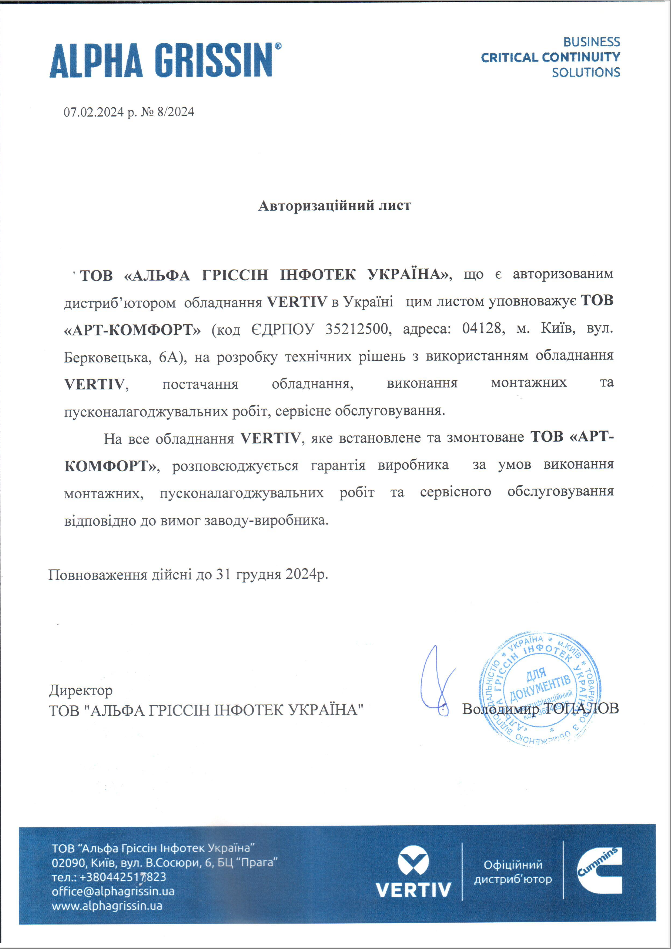 ALPHA GRISSIN®
BUSINESS
CRITICAL CONTINUITY
SOLUTIONS
07.02.2024 р. № 8/2024
Авторизаційний лист
ТОВ «АЛЬФА ГРІССІН ІНФОТЕК УКРАЇНА», що є авторизованим
дистриб’ютором обладнання VERTIV в Україні цим листом уповноважує ТОВ
«АРТ-КОМФОРТ» (код ЄДРПОУ 35212500, адреса: 04128, м. Київ, вул.
Берковецька, 6А), на розробку технічних рішень з використанням обладнання
VERTIV, постачання обладнання, виконання монтажних та
пусконалагоджувальних робіт, сервісне обслуговування.
На все обладнання VERTIV, яке встановлене та змонтоване ТОВ «АРТ-
КОМФОРТ», розповсюджується гарантія виробника за умов виконання
монтажних, пусконалагоджувальних робіт та сервісного обслуговування
відповідно до вимог заводу-виробника.
Повноваження дійсні до 31 грудня 2024р.
Директор
ТОВ "АЛЬФА ГРІССІН ІНФОТЕК УКРАЇНА"
Володимир ТОПАЛОВ
УКРАЇНА * м.КИЇВ
ГРІССІН ІНФОТЕК
ДЛЯ
ДОКУМЕНТІВ
ТОВ “Альфа Гріссін Інфотек Україна”
02090, Київ, вул. В.Сосюри, 6, БЦ “Прага”
тел.: +380442517823
office@alphagrissin.ua
www.alphagrissin.ua
VERTIV
Офіційний
дистриб'ютор
Cummins